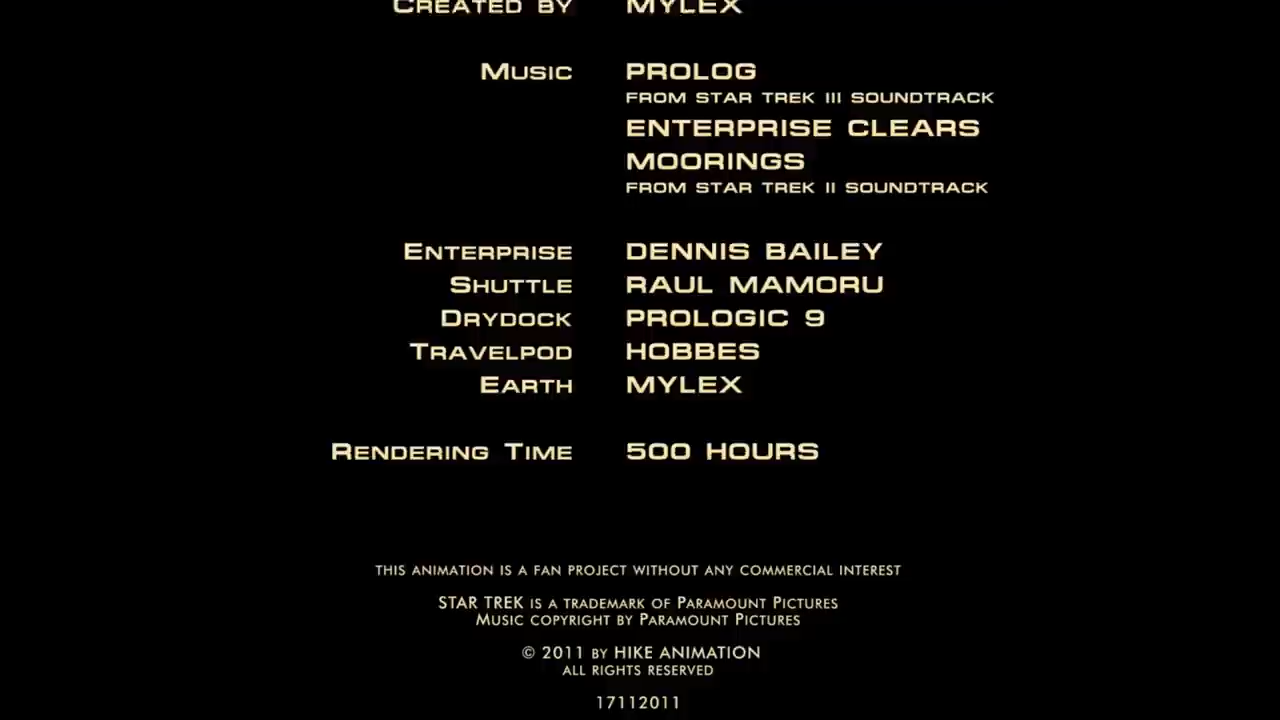 CREATED BY MYLEX
MUSIC PROLOG
FROM STAR TREK III SOUNDTRACK
ENTERPRISE CLEARS
MOORINGS
FROM STAR TREK II SOUNDTRACK
ENTERPRISE DENNIS BAILEY
SHUTTLE RAUL MAMORU
DRYDOCK PROLOGIC 9
TRAVELPOD HOBBES
EARTH MYLEX
RENDERING TIME 500 HOURS
THIS ANIMATION IS A FAN PROJECT WITHOUT ANY COMMERCIAL INTEREST
STAR TREK IS A TRADEMARK OF PARAMOUNT PICTURES
MUSIC COPYRIGHT BY PARAMOUNT PICTURES
© 2011 BY HIKE ANIMATION
ALL RIGHTS RESERVED
17112011